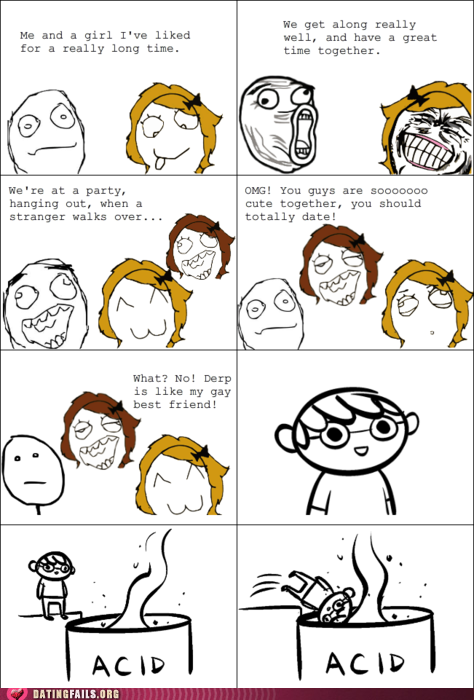 Me and a girl I've liked
for a really long time.
We get along really
well, and have a great
time together.
We're at a party,
hanging out, when a
stranger walks over...
OMG! You guys are sooooooo
cute together, you should
totally date!
What? No! Derp
is like my gay
best friend!
ACID
ACID
DATINGFAILS.ORG